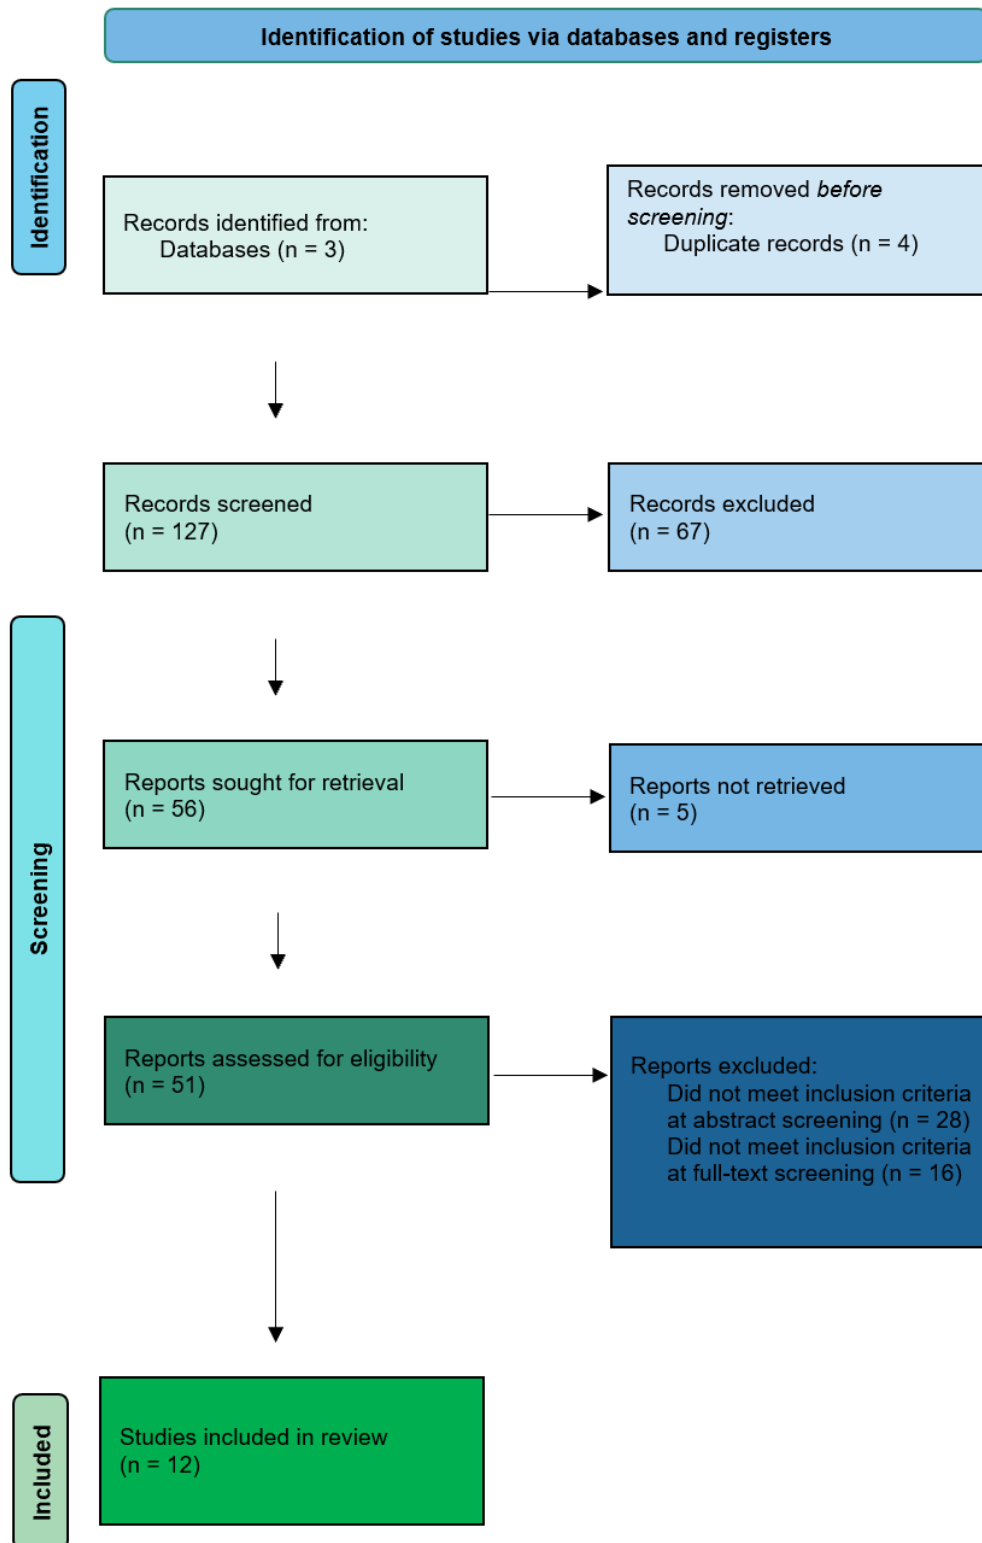 Identification of studies via databases and registers
Identification
Records identified from:
Databases (n = 3)
Records removed before
screening:
Duplicate records (n = 4)
Records screened
(n = 127)
Records excluded
(n = 67)
Screening
Reports sought for retrieval
(n = 56)
Reports not retrieved
(n = 5)
Reports assessed for eligibility
(n = 51)
Reports excluded:
Did not meet inclusion criteria
at abstract screening (n = 28)
Did not meet inclusion criteria
at full-text screening (n = 16)
Included
Studies included in review
(n = 12)